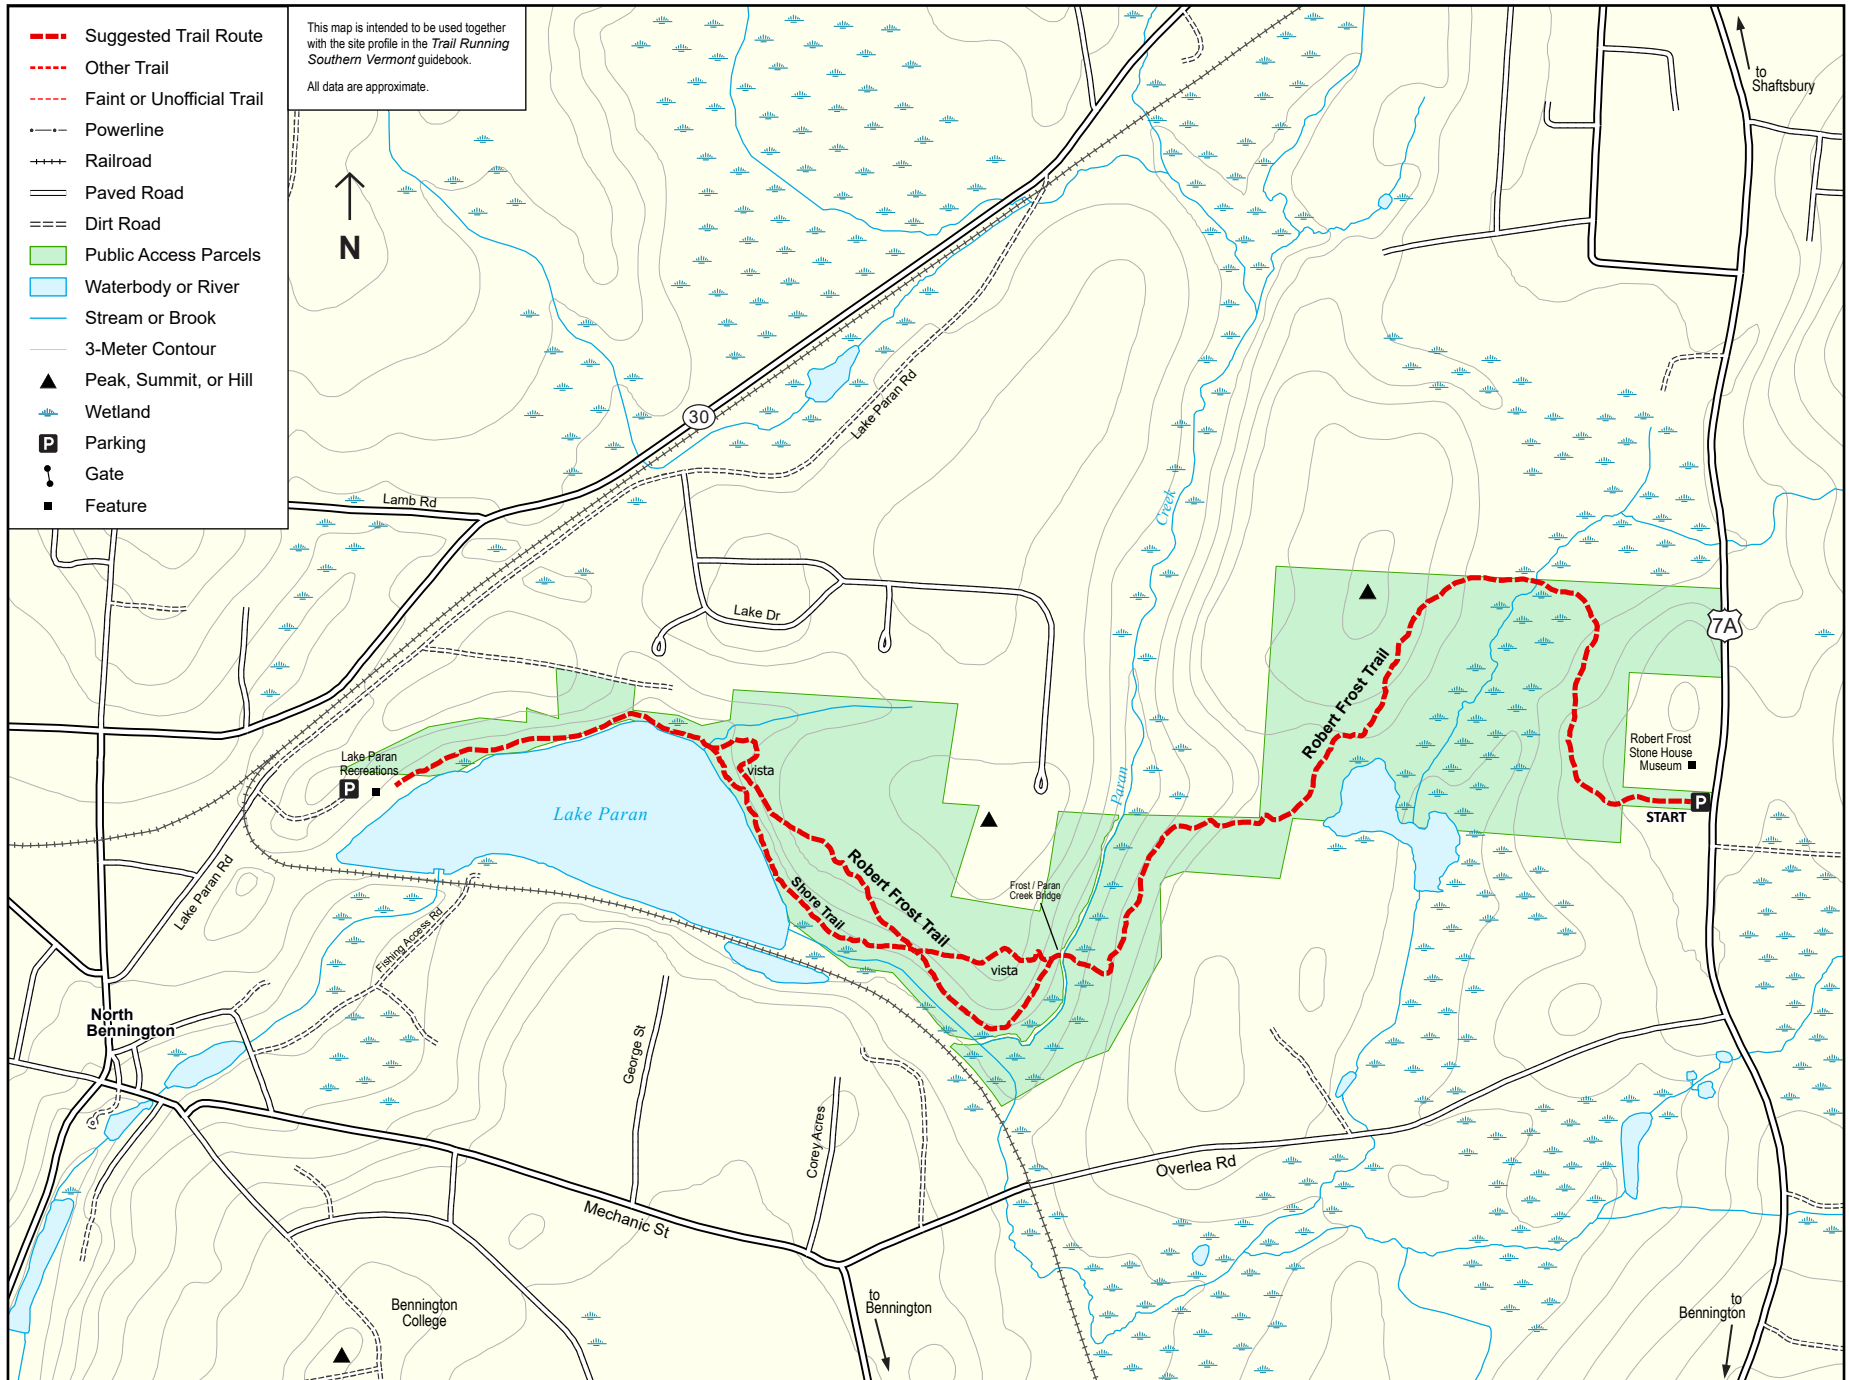 Suggested Trail Route
Other Trail
Faint or Unofficial Trail
Powerline
Railroad
Paved Road
Dirt Road
Public Access Parcels
Waterbody or River
Stream or Brook
3-Meter Contour
Peak, Summit, or Hill
Wetland
P
Parking
Gate
Feature
This map is intended to be used together
with the site profile in the Trail Running
Southern Vermont guidebook.
All data are approximate.
N
to
Shaftsbury
30
Lake Paran Rd
Lamb Rd
Creek
Lake Dr
7A
Robert Frost Trail
Robert Frost
Stone House
Museum
P
START
Lake Paran
Recreations
P
vista
Lake Paran
Paran
Robert Frost Trail
Shore Trail
Frost / Paran
Creek Bridge
vista
Lake Paran Rd
Fishing Access Rd
North
Bennington
George St
Corey Acres
Overlea Rd
Mechanic St
Bennington
College
to
Bennington
to
Bennington